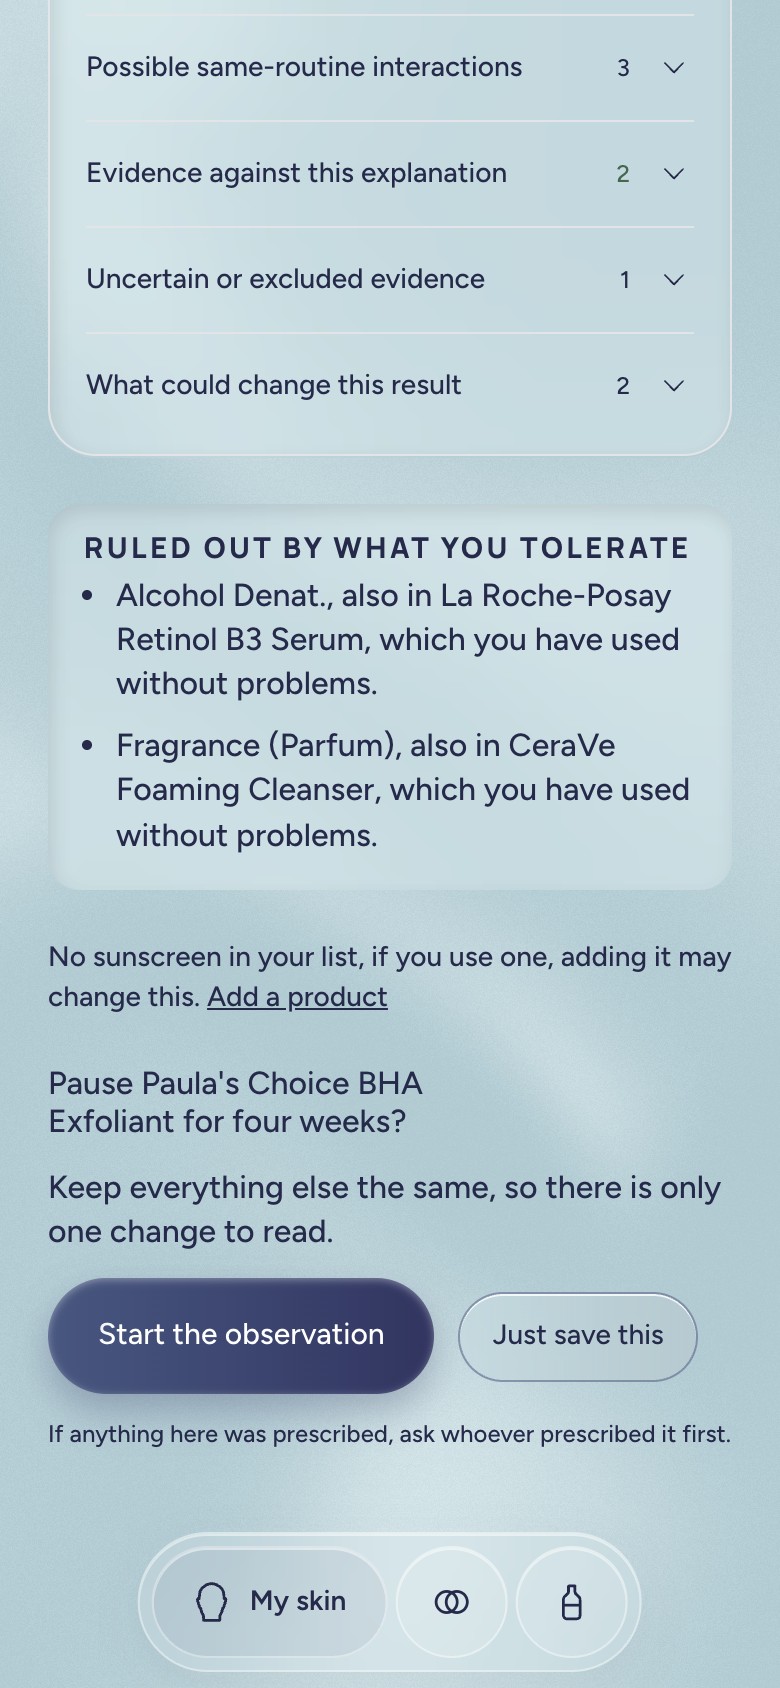 Possible same-routine interactions 3
Evidence against this explanation 2
Uncertain or excluded evidence 1
What could change this result 2
RULED OUT BY WHAT YOU TOLERATE
• Alcohol Denat., also in La Roche-Posay
Retinol B3 Serum, which you have used
without problems.
• Fragrance (Parfum), also in CeraVe
Foaming Cleanser, which you have used
without problems.
No sunscreen in your list, if you use one, adding it may
change this. Add a product
Pause Paula's Choice BHA
Exfoliant for four weeks?
Keep everything else the same, so there is only
one change to read.
Start the observation
Just save this
If anything here was prescribed, ask whoever prescribed it first.
My skin